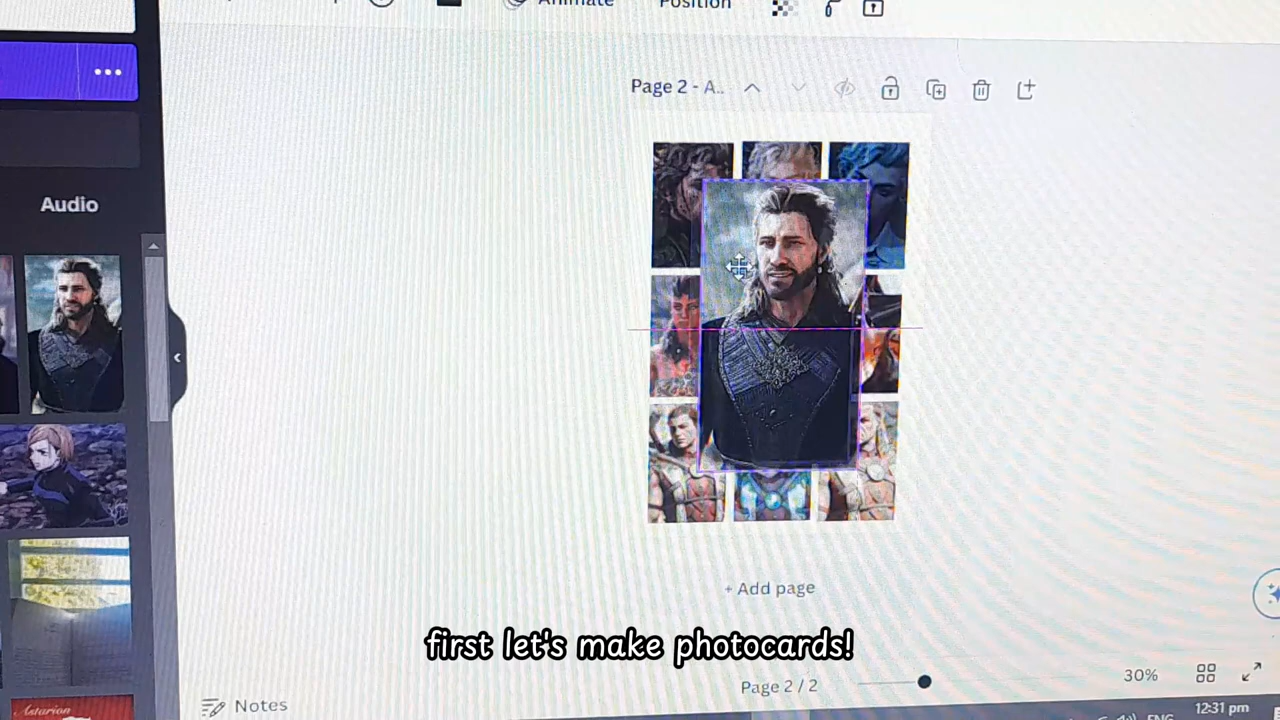 Animate
Position
Page 2 - A..
Audio
+ Add page
first let's make photocards!
Page 2 / 2
30%
Notes
Astarion
12:31 pm
ENG